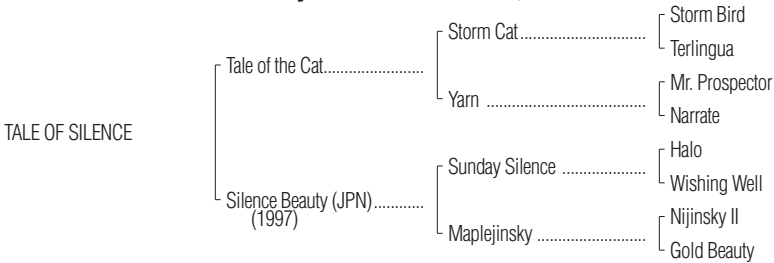 Storm Bird
Storm Cat
Terlingua
Tale of the Cat
Mr. Prospector
Yarn
Narrate
TALE OF SILENCE
Halo
Sunday Silence
Wishing Well
Silence Beauty (JPN)
(1997)
Nijinsky II
Maplejinsky
Gold Beauty